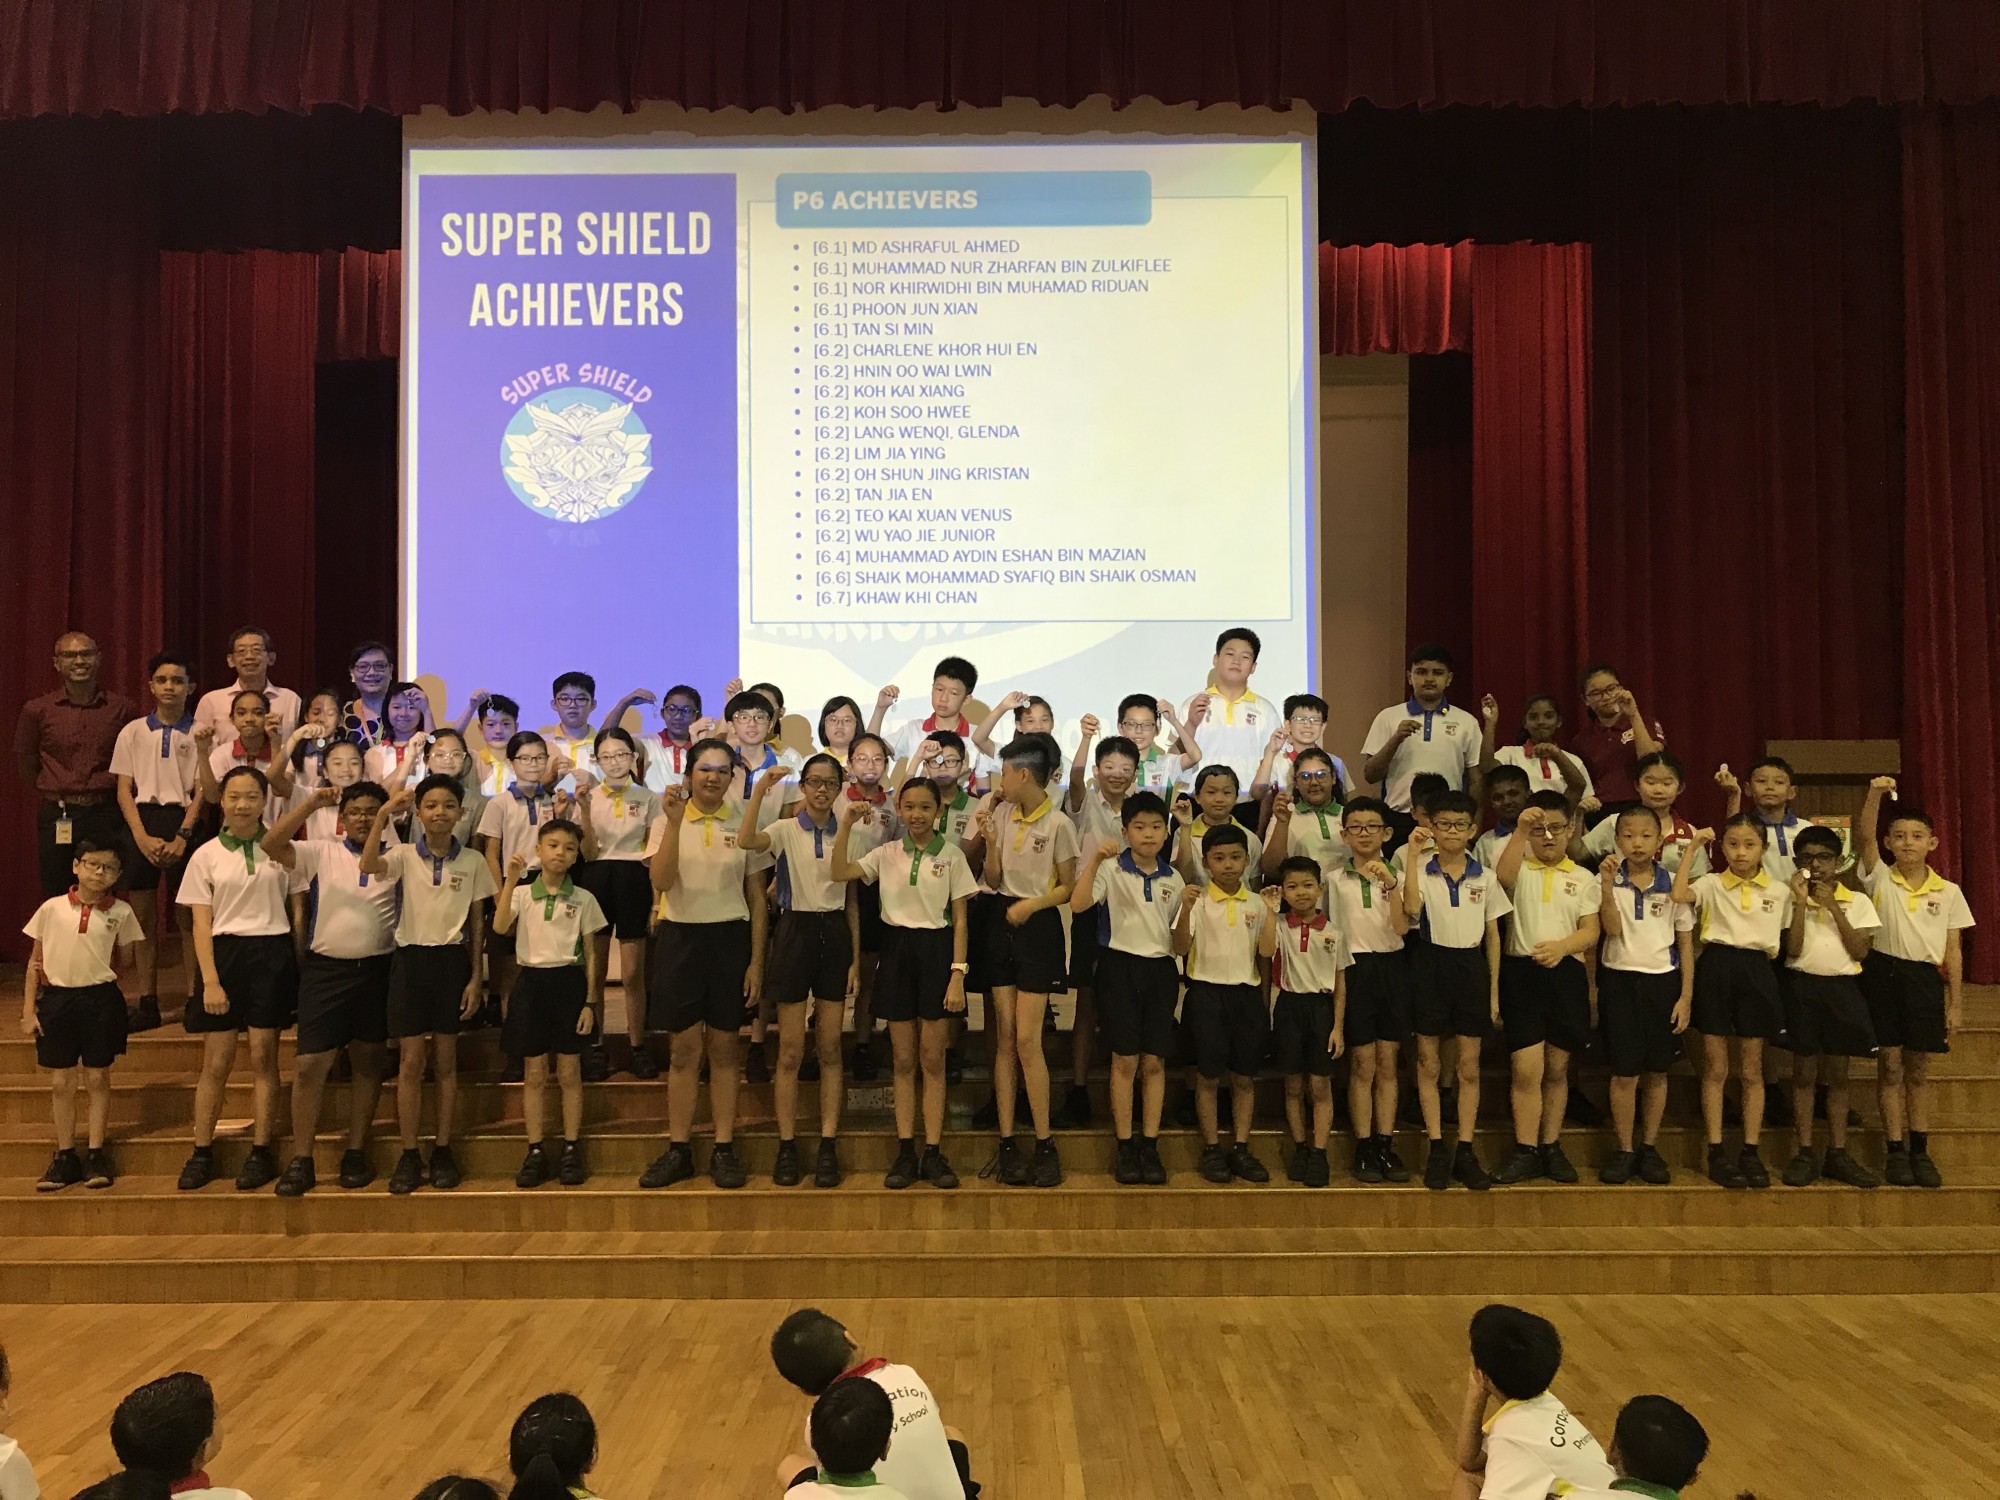 SUPER SHIELD
ACHIEVERS
SUPER SHIELD
P6 ACHIEVERS
• [6.1] MD ASHRAFUL AHMED
• [6.1] MUHAMMAD NUR ZHARFAN BIN ZULKIFLEE
• [6.1] NOR KHIRWIDHI BIN MUHAMAD RIDUAN
• [6.1] PHOON JUN XIAN
• [6.1] TAN SI MIN
• [6.2] CHARLENE KHOR HUI EN
• [6.2] HNIN OO WAI LWIN
• [6.2] KOH KAI XIANG
• [6.2] KOH SOO HWEE
• [6.2] LANG WENQI, GLENDA
• [6.2] LIM JIA YING
• [6.2] OH SHUN JING KRISTAN
• [6.2] TAN JIA EN
• [6.2] TEO KAI XUAN VENUS
• [6.2] WU YAO JIE JUNIOR
• [6.4] MUHAMMAD AYDIN ESHAN BIN MAZIAN
• [6.6] SHAIK MOHAMMAD SYAFIQ BIN SHAIK OSMAN
• [6.7] KHAW KHI CHAN
ation
y School
Corpo
Prim